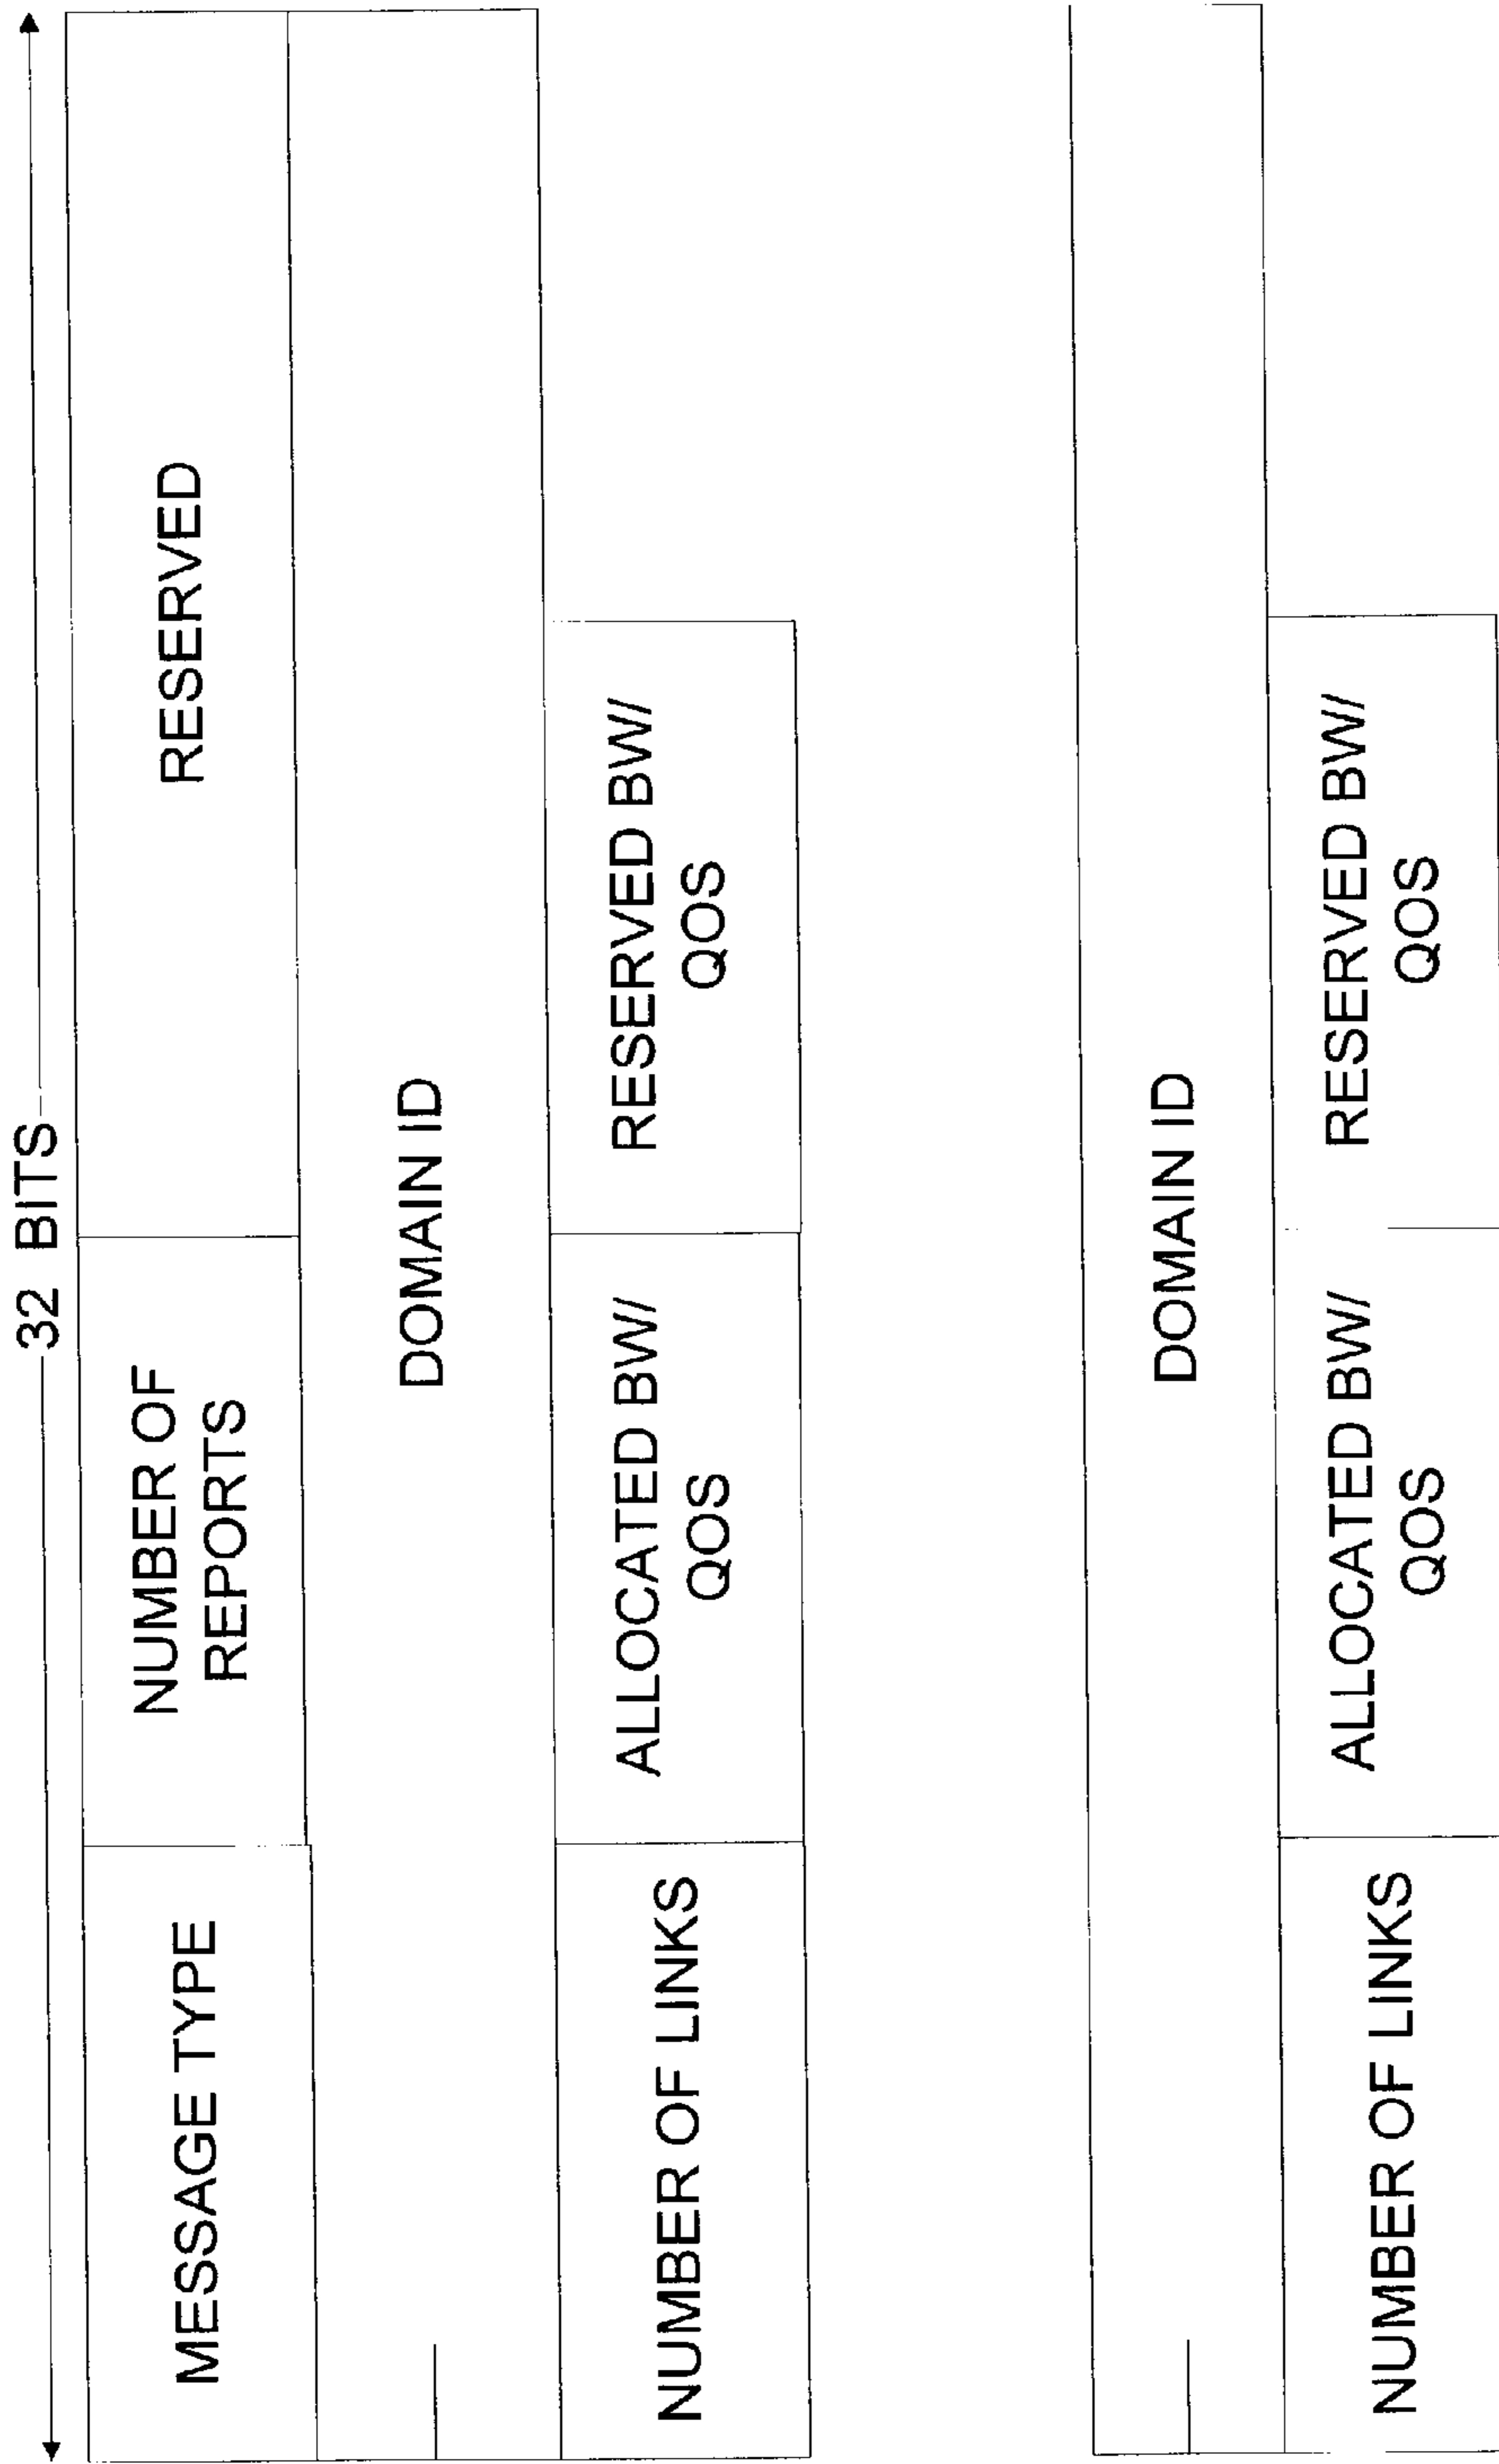 32 BITS
MESSAGE TYPE
NUMBER OF
REPORTS
RESERVED
DOMAIN ID
NUMBER OF LINKS
ALLOCATED BW/
QOS
RESERVED BW/
QOS
DOMAIN ID
NUMBER OF LINKS
ALLOCATED BW/
QOS
RESERVED BW/
QOS